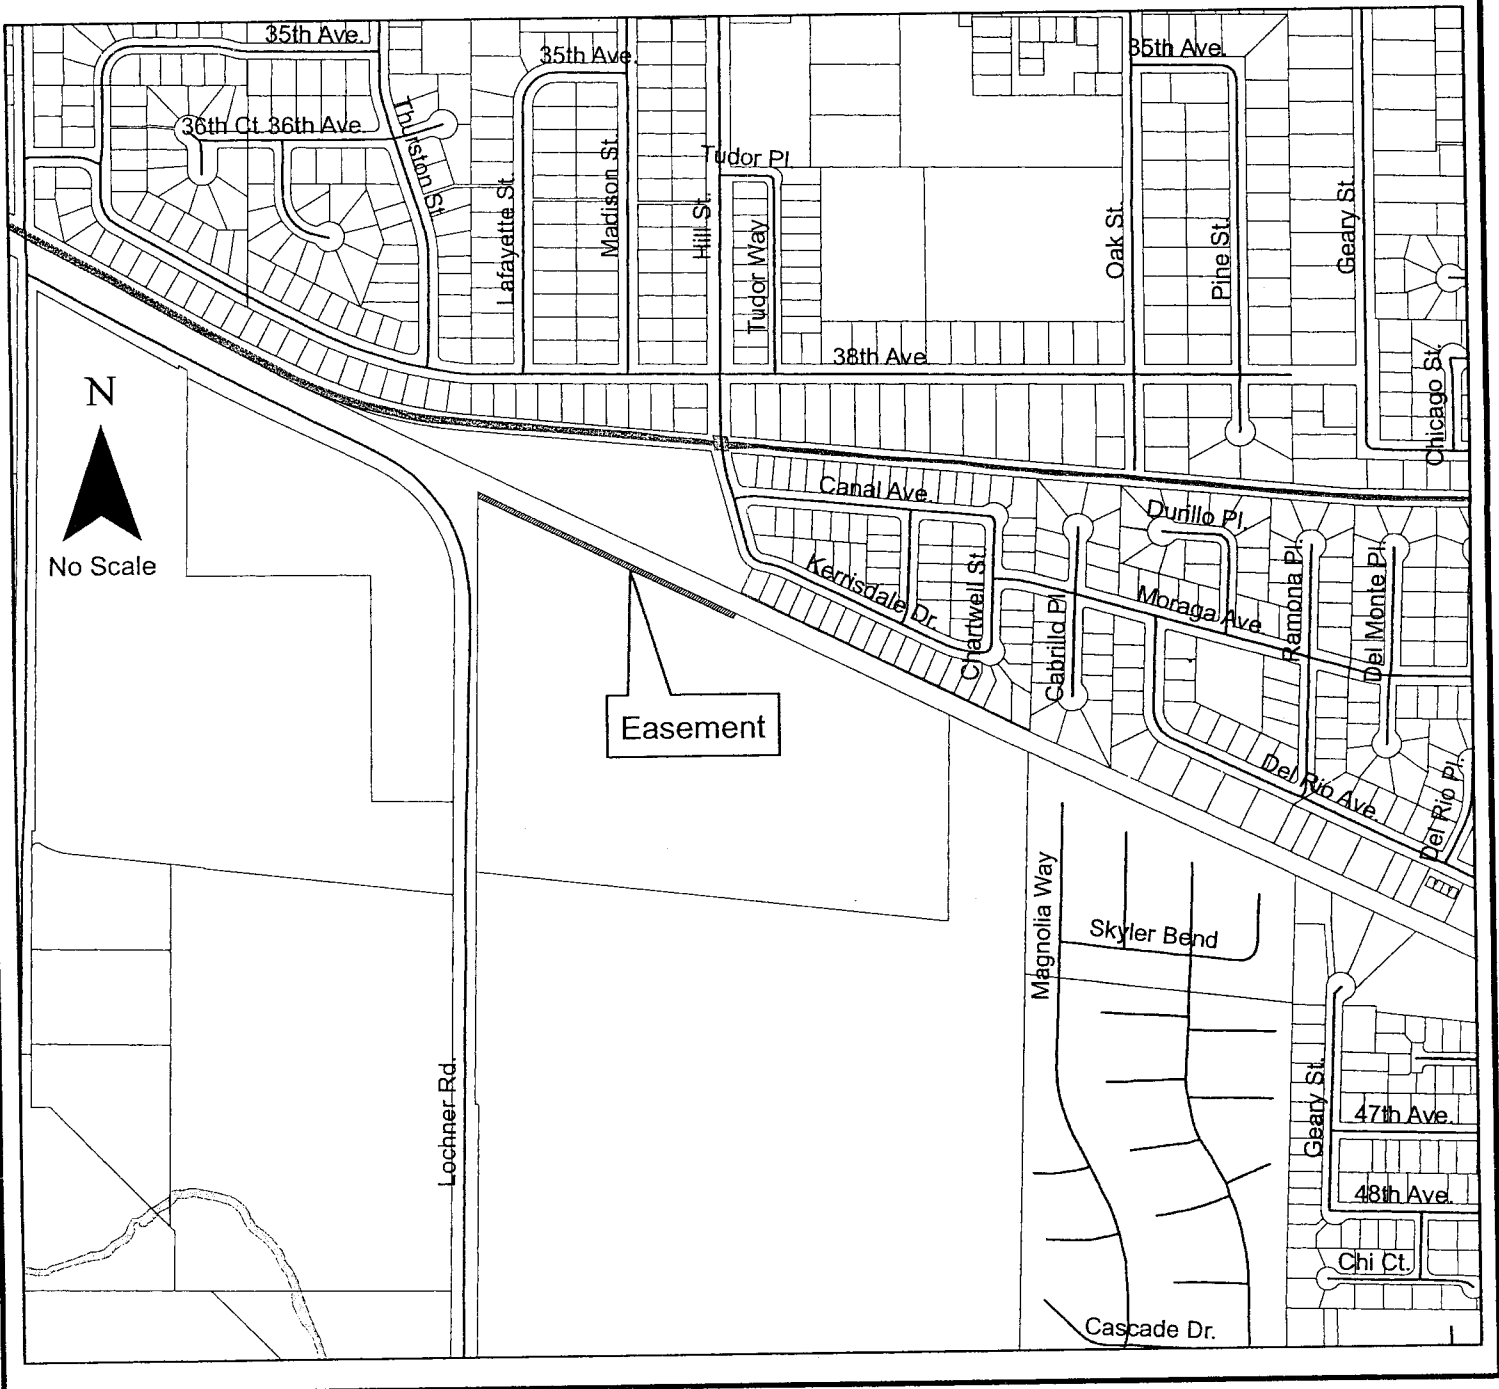 35th Ave.
35th Ave.
35th Ave.
36th Ct.
36th Ave.
Thurston St.
Lafayette St.
Madison St.
Hill St.
Tudor Pl.
Tudor Way
Oak St.
Pine St.
Geary St.
Chicago St.
38th Ave.
N
No Scale
Canal Ave.
Kerrisdale Dr.
Chartwell St.
Cabrillo Pl.
Durillo Pl.
Moraga Ave.
Ramona Pl.
Del Monte Pl.
Easement
Del Rio Ave.
Del Rio Pl.
Magnolia Way
Skyler Bend
Lochner Rd.
Geary St.
47th Ave.
48th Ave.
Chi Ct.
Cascade Dr.